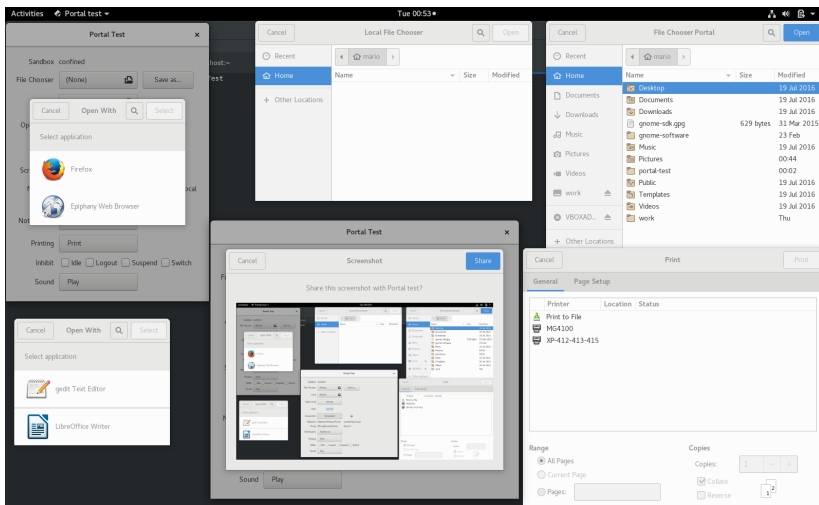 Activities Portal test Tue 00:53
Portal Test
Sandbox confined
File Chooser (None) Save as...
Cancel Open With Select
Select application
Firefox
Epiphany Web Browser
Printing Print
Inhibit Idle Logout Suspend Switch
Sound Play
Cancel Open With Select
Select application
gedit Text Editor
LibreOffice Writer
Cancel Local File Chooser Open
Recent mario
Home Name Size Modified
+ Other Locations
Cancel File Chooser Portal Open
Recent mario
Home Name Size Modified
Documents
Downloads
Music
Pictures
Videos
work
VBOXAD...
+ Other Locations
Desktop 19 Jul 2016
Documents 19 Jul 2016
Downloads 19 Jul 2016
gnome-sdk.gpg 629 bytes 31 Mar 2015
gnome-software 23 Feb
Music 19 Jul 2016
Pictures 00:44
portal-test 00:02
Public 19 Jul 2016
Templates 19 Jul 2016
Videos 19 Jul 2016
work Thu
Portal Test
Cancel Screenshot Share
Share this screenshot with Portal test?
Sound Play
Cancel Print Print
General Page Setup
Printer Location Status
Print to File
MG4100
XP-412-413-415
Range Copies
All Pages Copies: 1 - +
Current Page Collate
Pages: Reverse